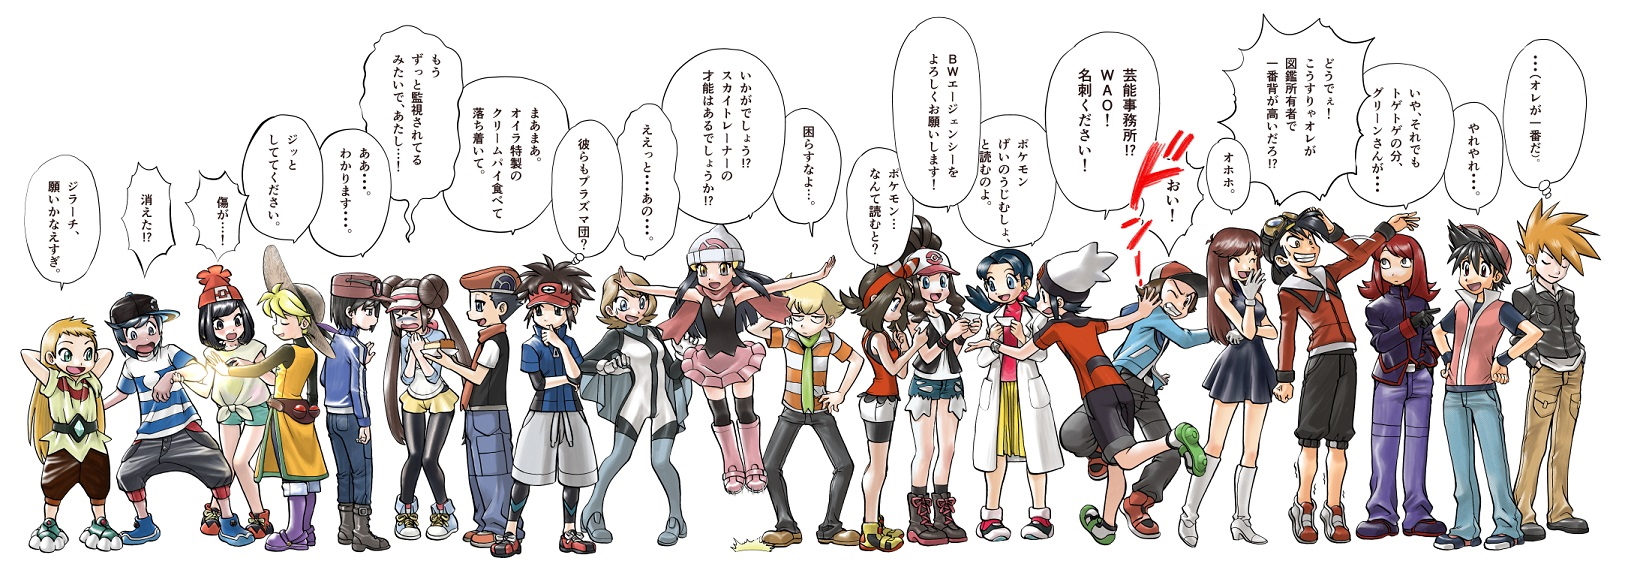 ‥‥(オレが一番だ)。
やれやれ‥‥。
いや、それでも
トゲトゲの分、
グリーンさんが‥‥
どうでぇ！
こうすりゃオレが
図鑑所有者で
一番背が高いだろ!?
オホホ。
おい！
ドンー！
芸能事務所!?
WAO！
名刺ください！
ポケモン
げいのうじむしょ、
と読むのよ。
BWエージェンシーを
よろしくお願いします！
ポケモン‥‥
なんて読むと？
困らすなよ‥‥。
いかがでしょう!?
スカイトレーナーの
才能はあるでしょうか!?
ええっと‥‥あの‥‥。
彼らもプラズマ団？
まあまあ。
オイラ特製の
クリームパイ食べて
落ち着いて。
もう
ずっと監視されてる
みたいで、あたし‥‥！
ああ‥‥。
わかります‥‥。
ジッと
しててください。
傷が‥‥！
消えた!?
ジラーチ、
願いかなえすぎ。